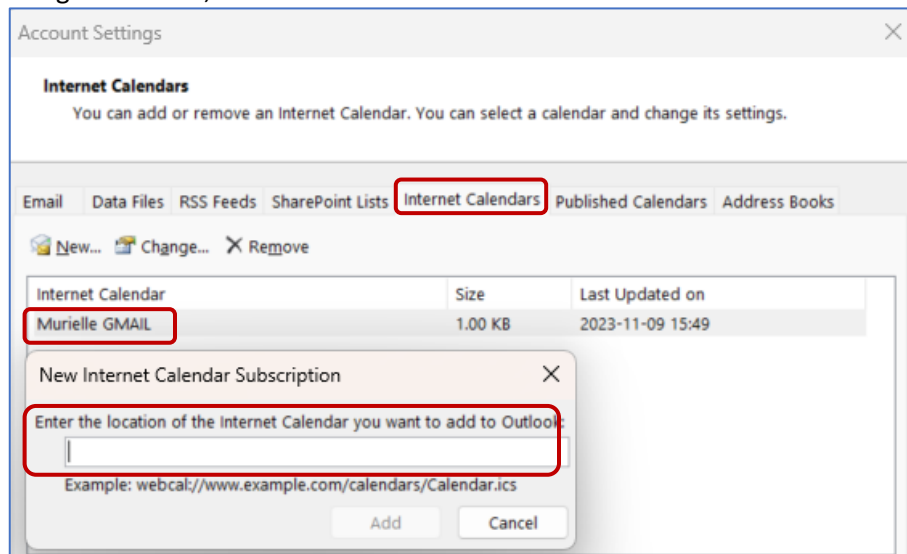 Account Settings
Internet Calendars
You can add or remove an Internet Calendar. You can select a calendar and change its settings.
Email Data Files RSS Feeds SharePoint Lists Internet Calendars Published Calendars Address Books
New... Change... Remove
Internet Calendar Size Last Updated on
Murielle GMAIL 1.00 KB 2023-11-09 15:49
New Internet Calendar Subscription
Enter the location of the Internet Calendar you want to add to Outlook:
Example: webcal://www.example.com/calendars/Calendar.ics
Add Cancel